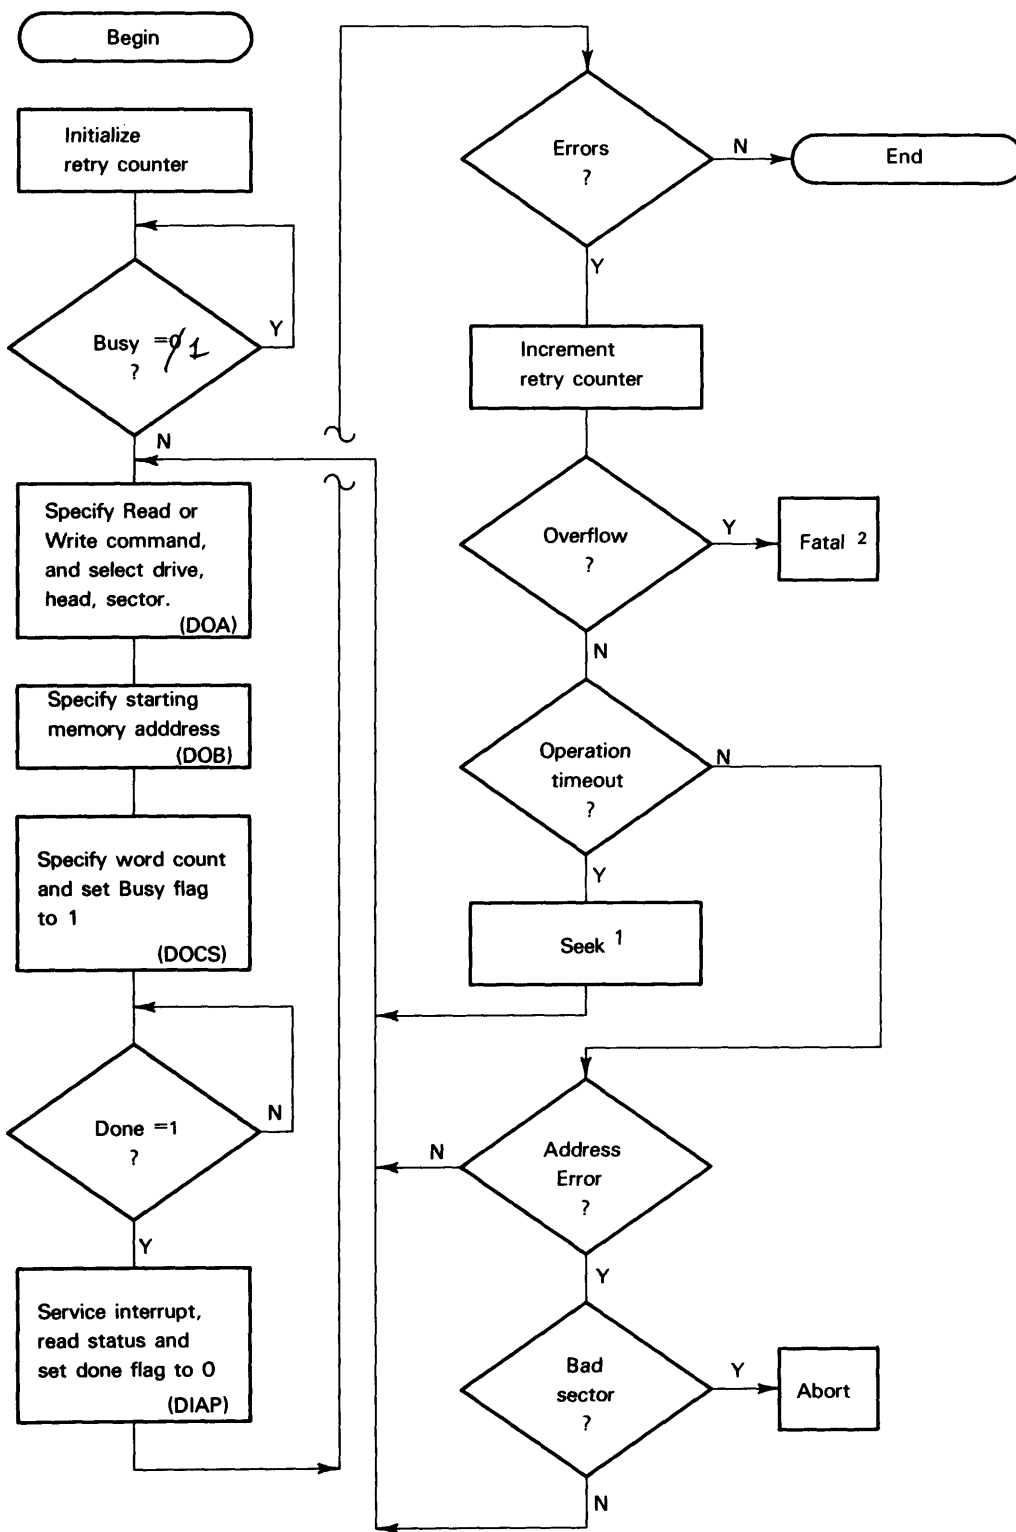 Begin
Initialize
retry counter
Busy =0 1
?
Y
N
Specify Read or
Write command,
and select drive,
head, sector.
(DOA)
Specify starting
memory adddress
(DOB)
Specify word count
and set Busy flag
to 1
(DOCS)
Done =1
?
N
Y
Service interrupt,
read status and
set done flag to 0
(DIAP)
Errors
?
N
End
Y
Increment
retry counter
Overflow
?
Y
Fatal 2
N
Operation
timeout
?
N
Y
Seek 1
Address
Error
?
N
Y
Bad
sector
?
Y
Abort
N